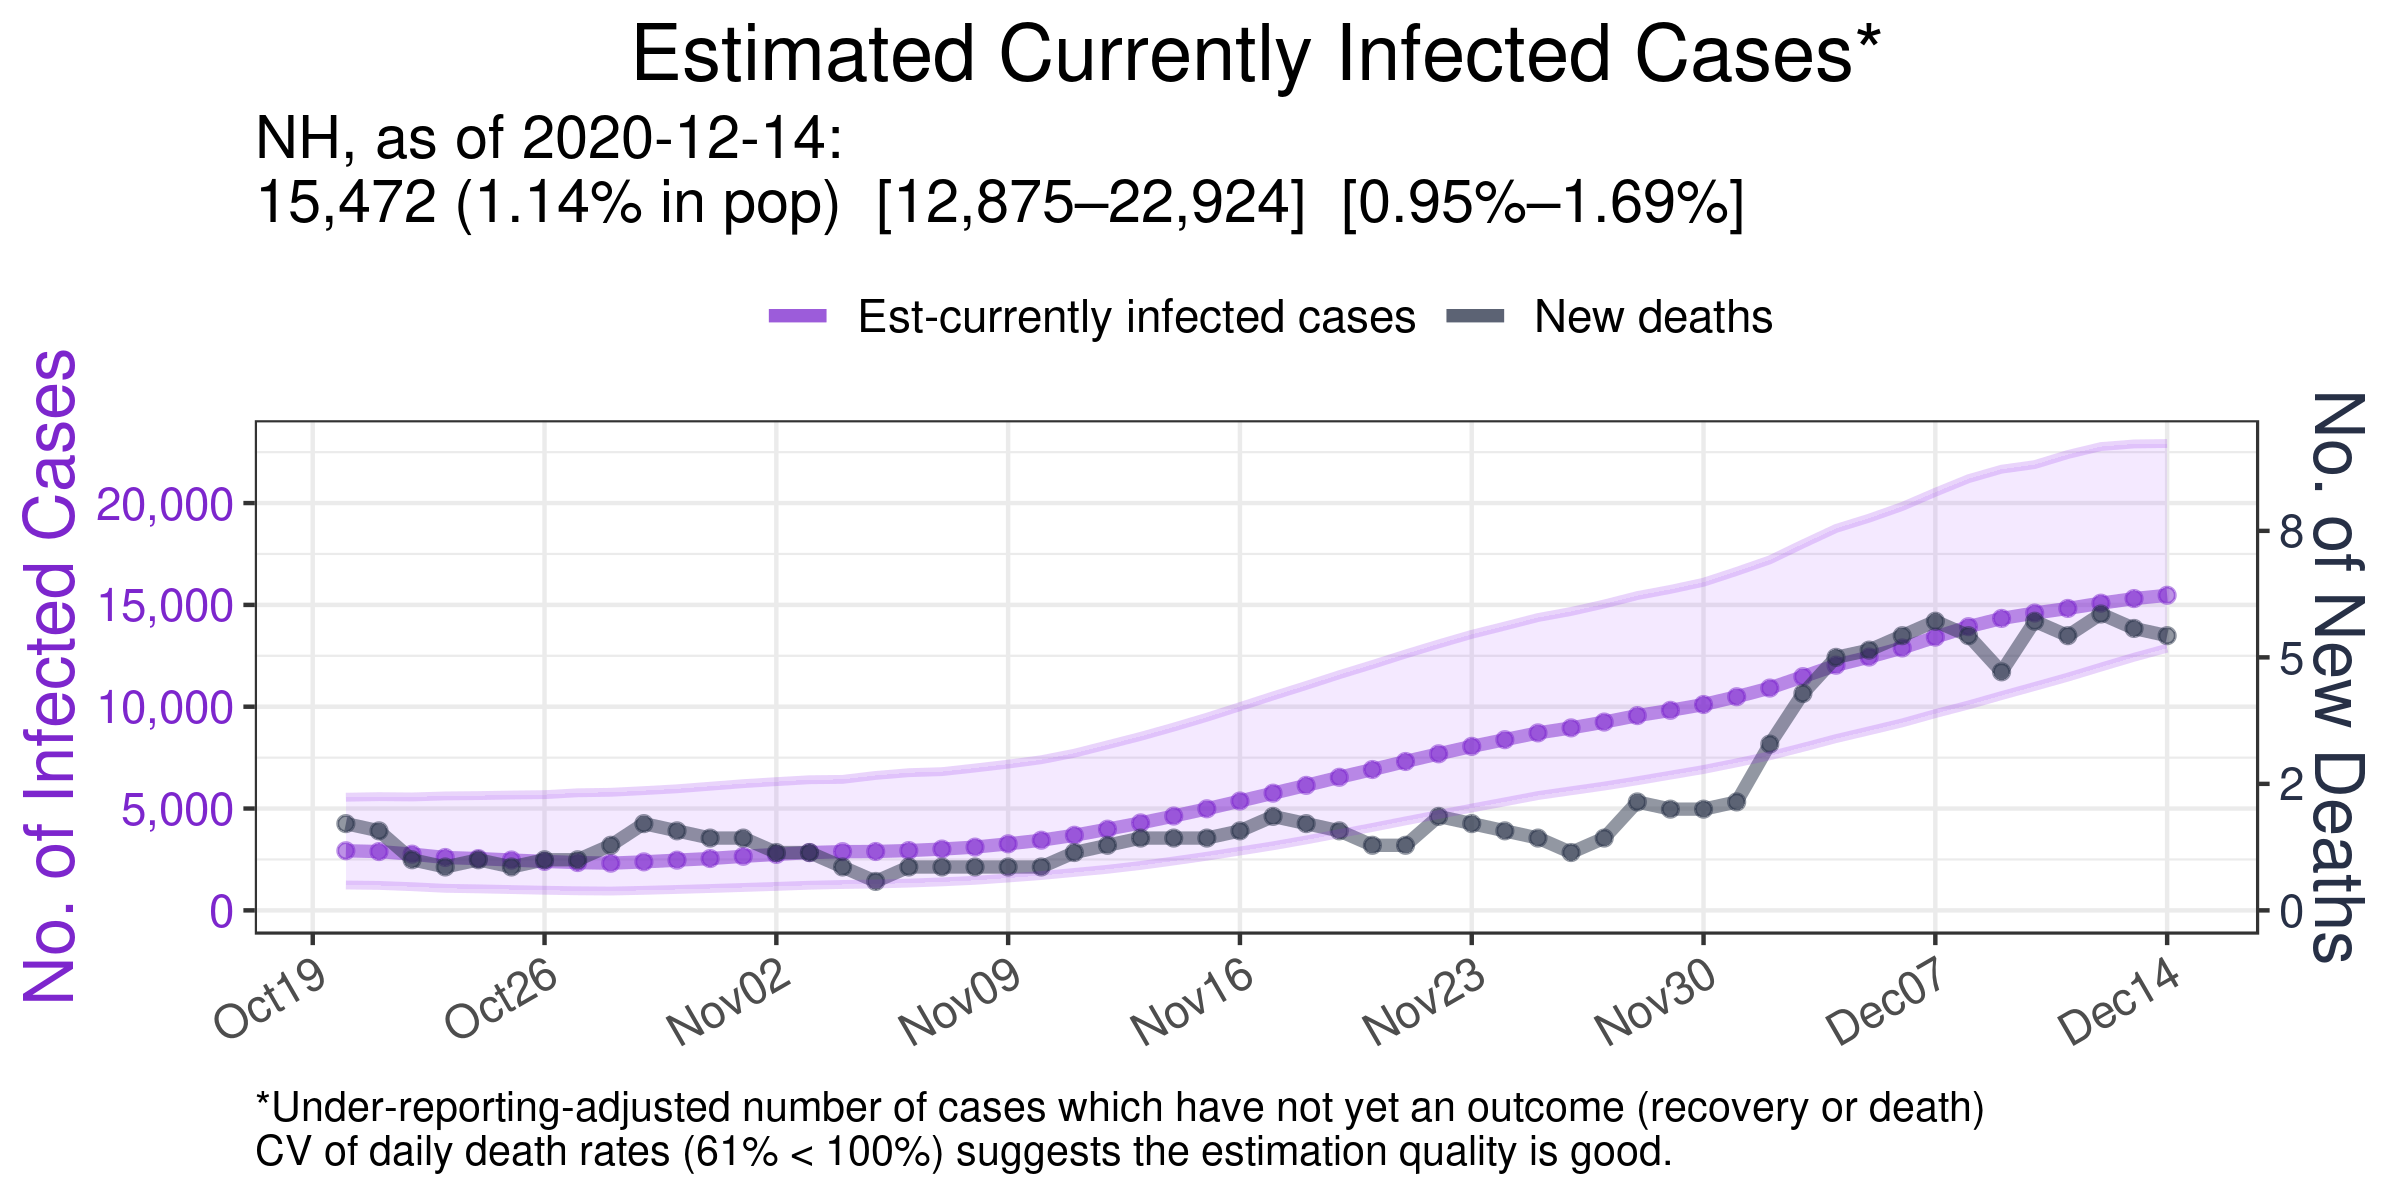 Estimated Currently Infected Cases*
NH, as of 2020-12-14:
15,472 (1.14% in pop)  [12,875–22,924]  [0.95%–1.69%]
Est-currently infected cases
New deaths
No. of Infected Cases
20,000
15,000
10,000
5,000
0
No. of New Deaths
8
5
2
0
Oct19
Oct26
Nov02
Nov09
Nov16
Nov23
Nov30
Dec07
Dec14
*Under-reporting-adjusted number of cases which have not yet an outcome (recovery or death)
CV of daily death rates (61% < 100%) suggests the estimation quality is good.